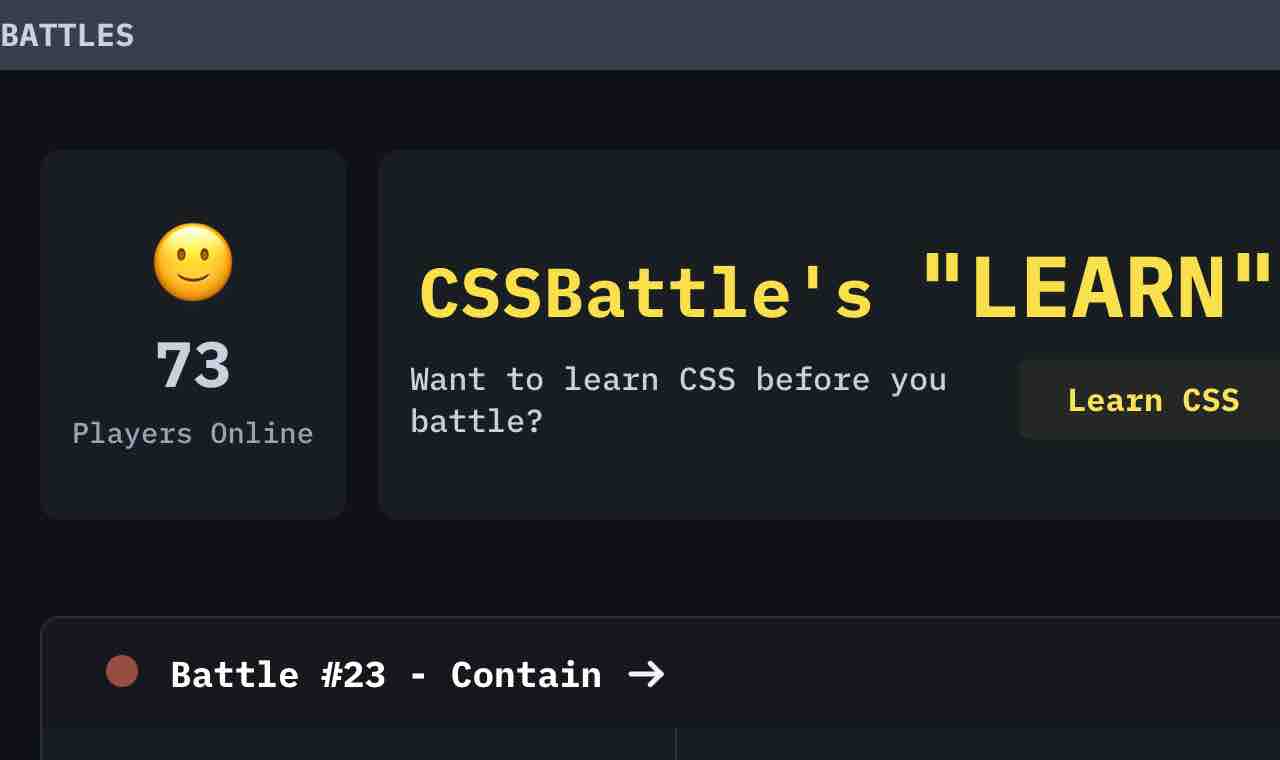 BATTLES
73
Players Online
CSSBattle's "LEARN"
Want to learn CSS before you
battle?
Learn CSS
Battle #23 - Contain →